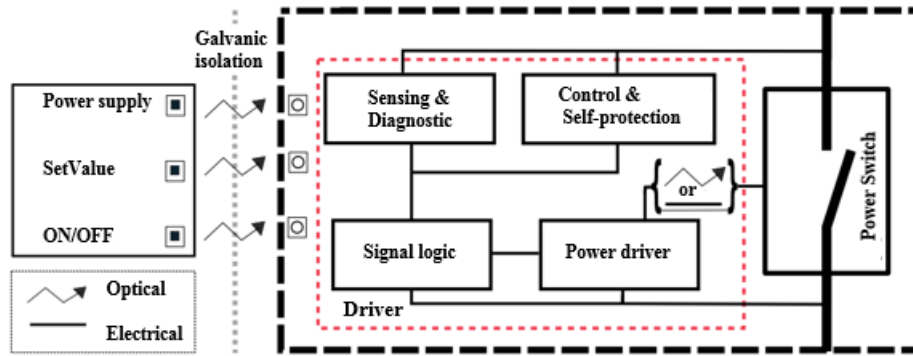 Galvanic
isolation
Power supply
SetValue
ON/OFF
Optical
Electrical
Sensing &
Diagnostic
Control &
Self-protection
or
Signal logic
Power driver
Driver
Power Switch